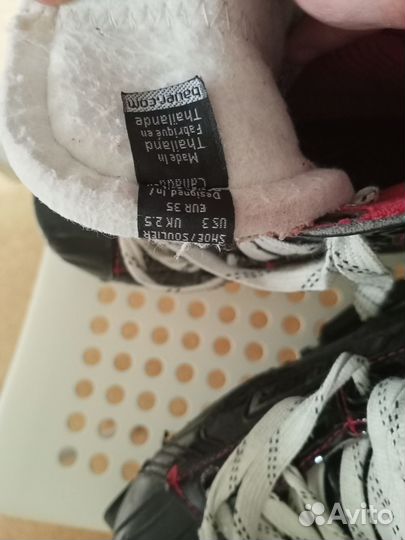 SHOE/SOULIER
US 3 UK 2.5
EUR 35
Designed In/
Made In
Thailand
Fabriqué en
Thaïlande
bauer.com
Avito